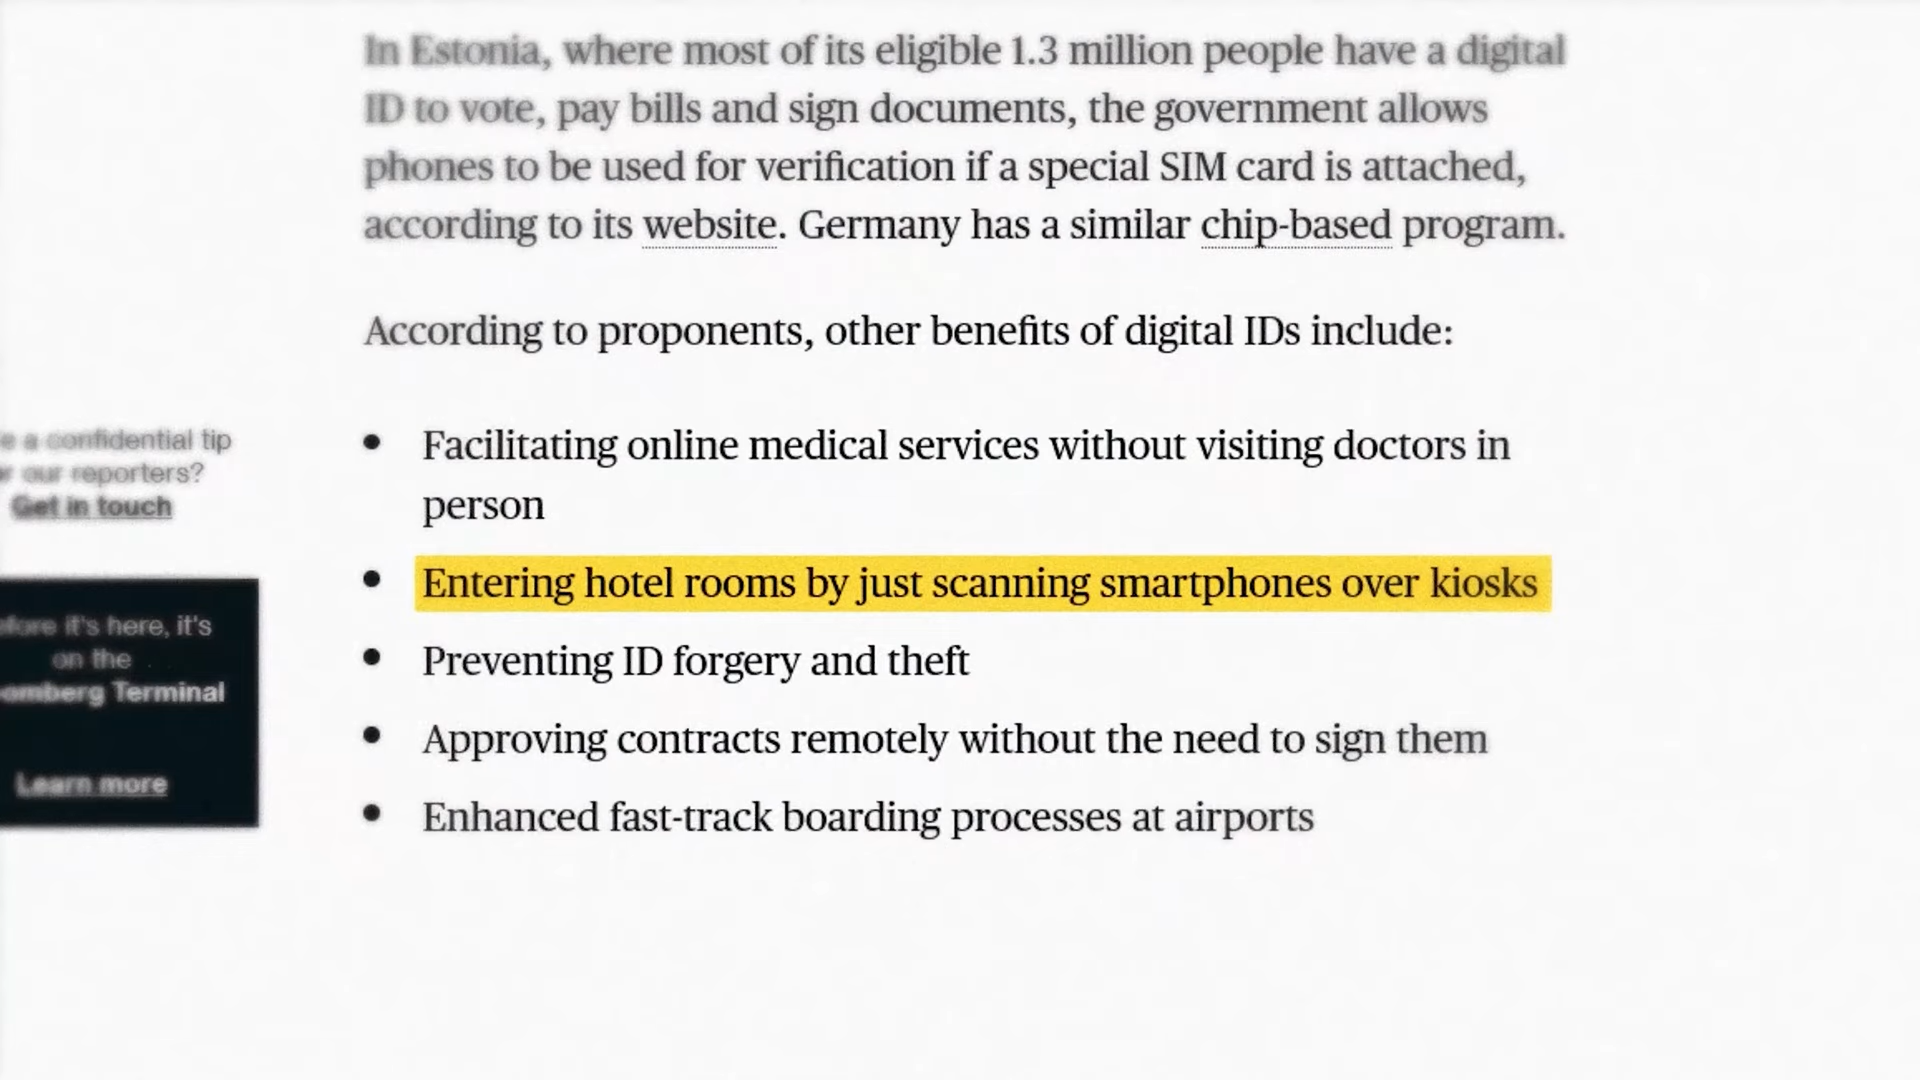 In Estonia, where most of its eligible 1.3 million people have a digital
ID to vote, pay bills and sign documents, the government allows
phones to be used for verification if a special SIM card is attached,
according to its website. Germany has a similar chip-based program.
According to proponents, other benefits of digital IDs include:
• Facilitating online medical services without visiting doctors in
person
• Entering hotel rooms by just scanning smartphones over kiosks
• Preventing ID forgery and theft
• Approving contracts remotely without the need to sign them
• Enhanced fast-track boarding processes at airports
e a confidential tip
r our reporters?
Get in touch
efore it's here, it's
on the
omberg Terminal
Learn more